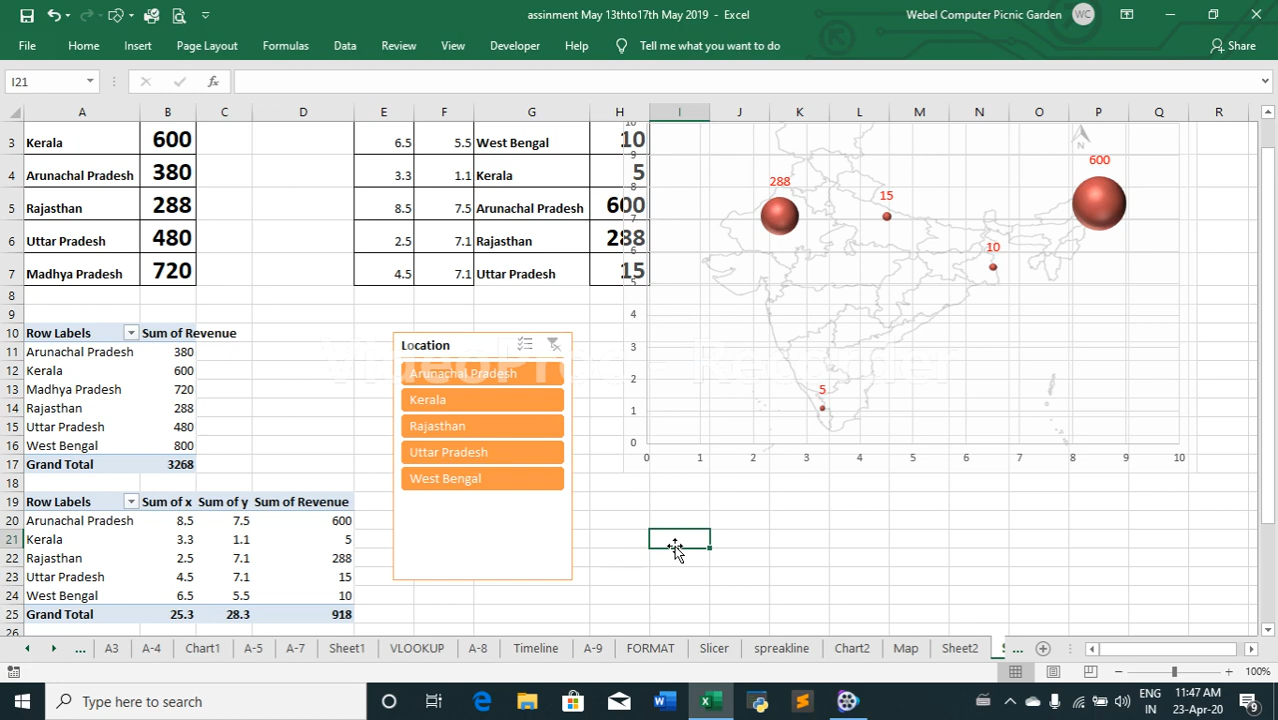 assinment May 13thto17th May 2019 - Excel
Webel Computer Picnic Garden
WC
File Home Insert Page Layout Formulas Data Review View Developer Help Tell me what you want to do Share
I21
fx
A B C D E F G H I J K L M N O P Q R
3 Kerala 600 6.5 5.5 West Bengal 10
4 Arunachal Pradesh 380 3.3 1.1 Kerala 5
5 Rajasthan 288 8.5 7.5 Arunachal Pradesh 600
6 Uttar Pradesh 480 2.5 7.1 Rajasthan 288
7 Madhya Pradesh 720 4.5 7.1 Uttar Pradesh 15
8
9
10 Row Labels Sum of Revenue
11 Arunachal Pradesh 380
12 Kerala 600
13 Madhya Pradesh 720
14 Rajasthan 288
15 Uttar Pradesh 480
16 West Bengal 800
17 Grand Total 3268
18
19 Row Labels Sum of x Sum of y Sum of Revenue
20 Arunachal Pradesh 8.5 7.5 600
21 Kerala 3.3 1.1 5
22 Rajasthan 2.5 7.1 288
23 Uttar Pradesh 4.5 7.1 15
24 West Bengal 6.5 5.5 10
25 Grand Total 25.3 28.3 918
26
Location
Arunachal Pradesh
Kerala
Rajasthan
Uttar Pradesh
West Bengal
VideoProc Recorder
10
9
8
7
6
5
4
3
2
1
0
0 1 2 3 4 5 6 7 8 9 10
N
600
288
15
10
5
... A3 A-4 Chart1 A-5 A-7 Sheet1 VLOOKUP A-8 Timeline A-9 FORMAT Slicer spreakline Chart2 Map Sheet2 ...
100%
Type here to search
ENG
IN
11:47 AM
23-Apr-20
9